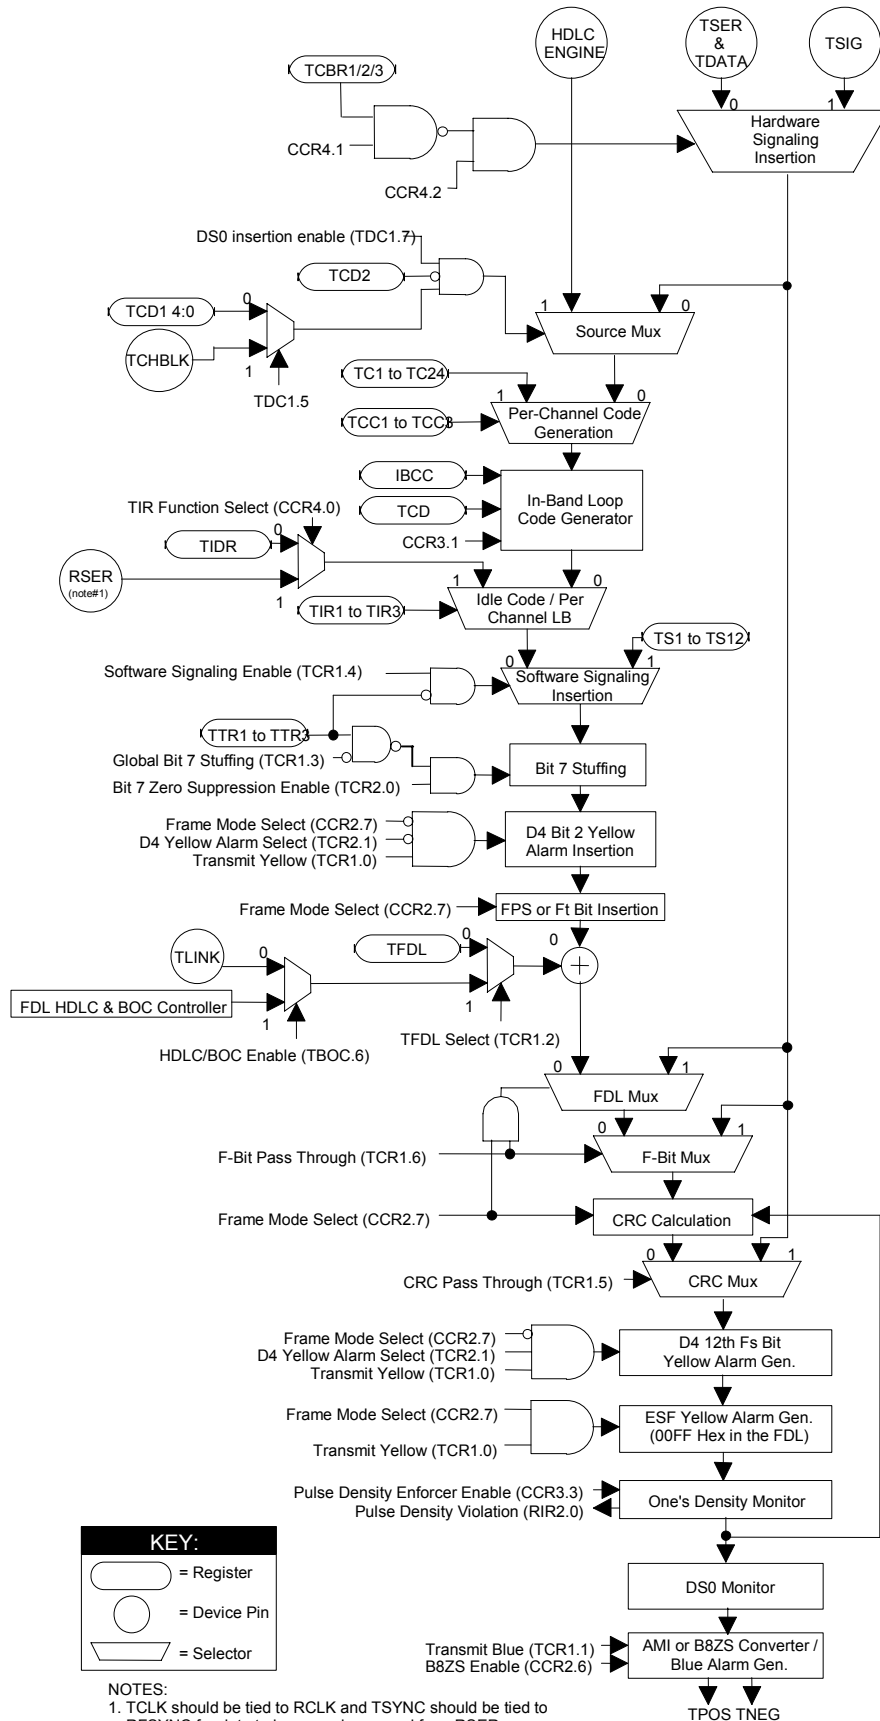 HDLC
ENGINE
TSER
&
TDATA
TSIG
TCBR1/2/3
0
1
Hardware
Signaling
Insertion
CCR4.1
CCR4.2
DS0 insertion enable (TDC1.7)
TCD2
TCD1 4:0
0
TCHBLK
1
TDC1.5
1
0
Source Mux
TC1 to TC24
1
0
TCC1 to TCC3
Per-Channel Code
Generation
IBCC
TCD
CCR3.1
In-Band Loop
Code Generator
TIR Function Select (CCR4.0)
0
TIDR
RSER
(note#1)
1
1
0
TIR1 to TIR3
Idle Code / Per
Channel LB
TS1 to TS12
0
1
Software Signaling Enable (TCR1.4)
Software Signaling
Insertion
TTR1 to TTR3
Global Bit 7 Stuffing (TCR1.3)
Bit 7 Zero Suppression Enable (TCR2.0)
Bit 7 Stuffing
Frame Mode Select (CCR2.7)
D4 Yellow Alarm Select (TCR2.1)
Transmit Yellow (TCR1.0)
D4 Bit 2 Yellow
Alarm Insertion
Frame Mode Select (CCR2.7)
FPS or Ft Bit Insertion
TLINK
0
TFDL
0
0
FDL HDLC & BOC Controller
1
1
HDLC/BOC Enable (TBOC.6)
TFDL Select (TCR1.2)
0
1
FDL Mux
0
1
F-Bit Pass Through (TCR1.6)
F-Bit Mux
Frame Mode Select (CCR2.7)
CRC Calculation
0
1
CRC Pass Through (TCR1.5)
CRC Mux
Frame Mode Select (CCR2.7)
D4 Yellow Alarm Select (TCR2.1)
Transmit Yellow (TCR1.0)
D4 12th Fs Bit
Yellow Alarm Gen.
Frame Mode Select (CCR2.7)
Transmit Yellow (TCR1.0)
ESF Yellow Alarm Gen.
(00FF Hex in the FDL)
Pulse Density Enforcer Enable (CCR3.3)
Pulse Density Violation (RIR2.0)
One's Density Monitor
KEY:
= Register
= Device Pin
= Selector
DS0 Monitor
Transmit Blue (TCR1.1)
B8ZS Enable (CCR2.6)
AMI or B8ZS Converter /
Blue Alarm Gen.
TPOS TNEG
NOTES:
1. TCLK should be tied to RCLK and TSYNC should be tied to